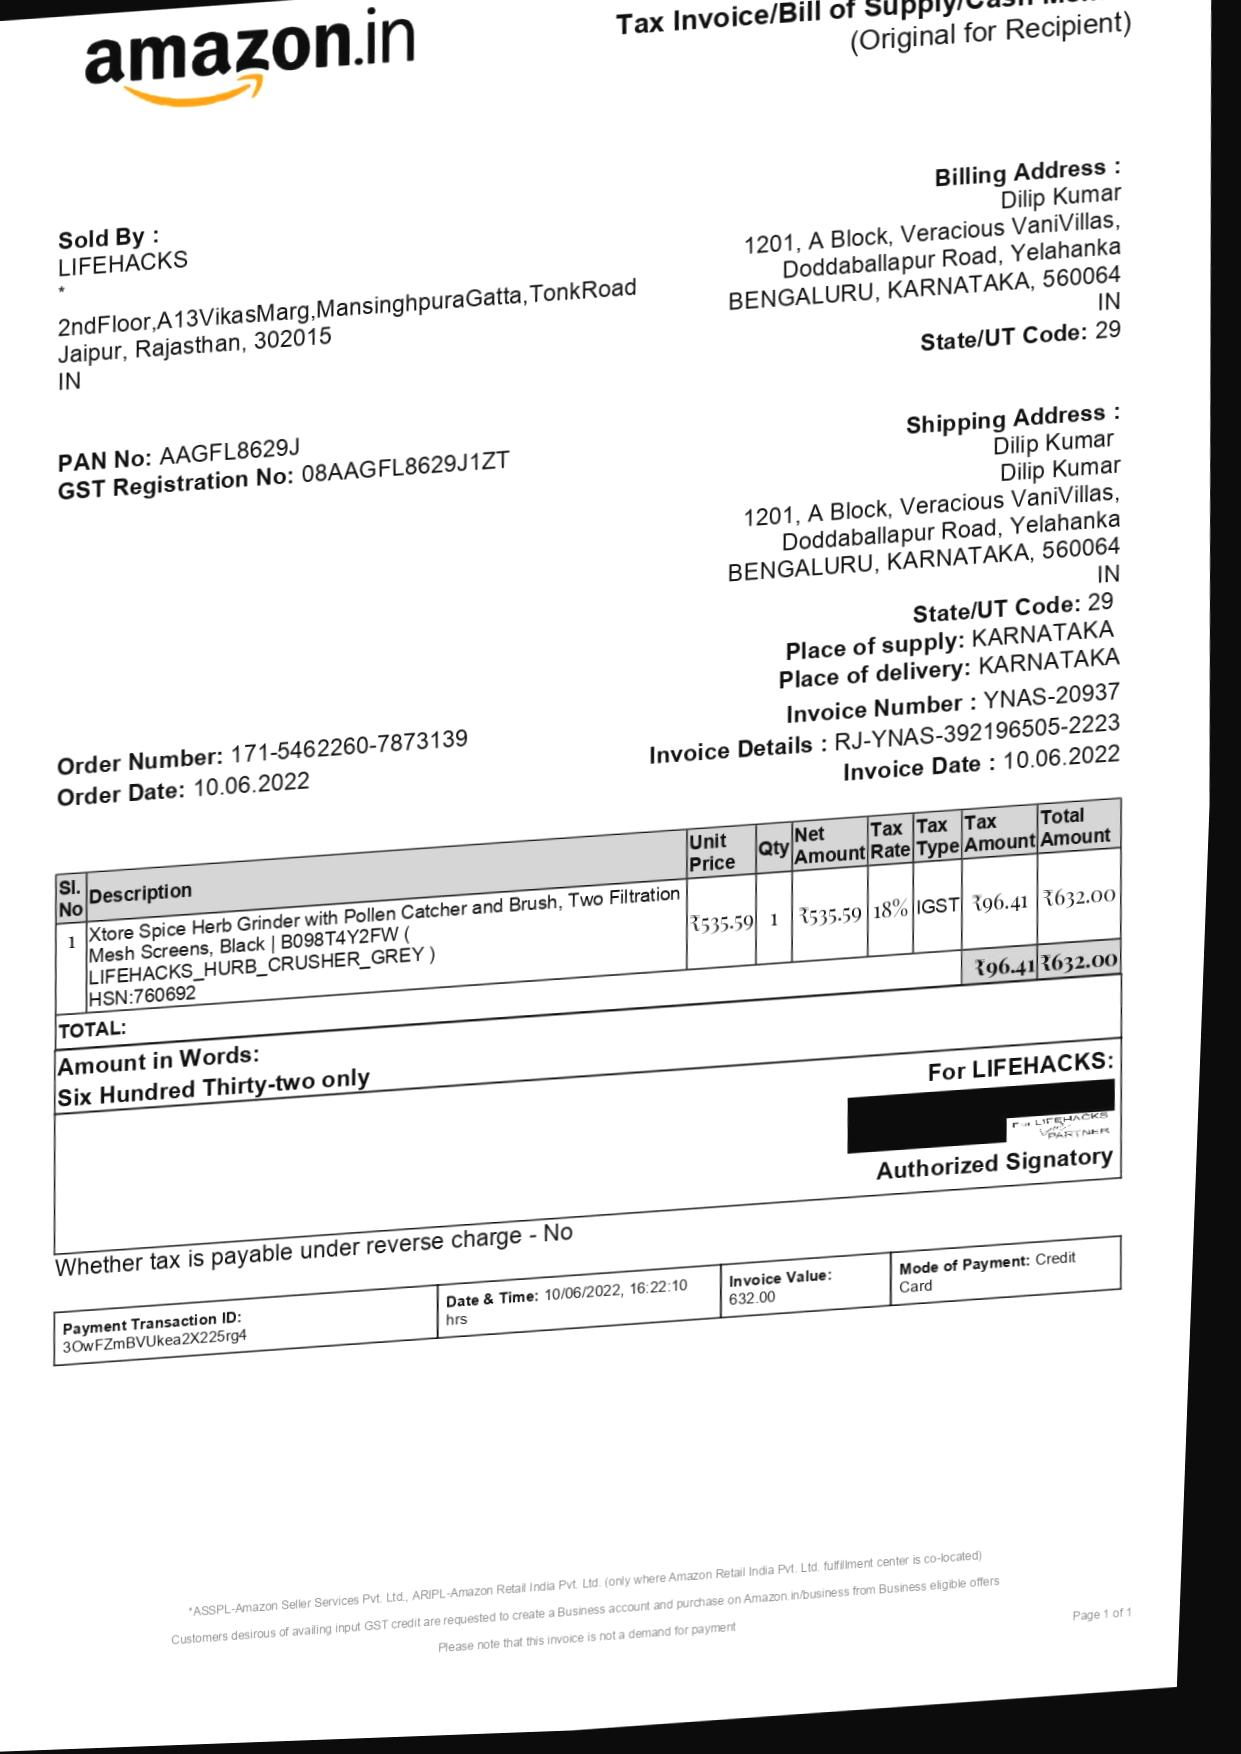 amazon.in
Tax Invoice/Bill of Supply/Cash
(Original for Recipient)
Sold By :
LIFEHACKS
*
2ndFloor,A13VikasMarg,MansinghpuraGatta,TonkRoad
Jaipur, Rajasthan, 302015
IN
PAN No: AAGFL8629J
GST Registration No: 08AAGFL8629J1ZT
Billing Address :
Dilip Kumar
1201, A Block, Veracious VaniVillas,
Doddaballapur Road, Yelahanka
BENGALURU, KARNATAKA, 560064
IN
State/UT Code: 29
Shipping Address :
Dilip Kumar
Dilip Kumar
1201, A Block, Veracious VaniVillas,
Doddaballapur Road, Yelahanka
BENGALURU, KARNATAKA, 560064
IN
State/UT Code: 29
Place of supply: KARNATAKA
Place of delivery: KARNATAKA
Order Number: 171-5462260-7873139
Order Date: 10.06.2022
Invoice Number : YNAS-20937
Invoice Details : RJ-YNAS-392196505-2223
Invoice Date : 10.06.2022
Sl. No Description Unit Price Qty Net Amount Tax Rate Tax Type Tax Amount Total Amount
1 Xtore Spice Herb Grinder with Pollen Catcher and Brush, Two Filtration ₹535.59 1 ₹535.59 18% IGST ₹96.41 ₹632.00
Mesh Screens, Black | B098T4Y2FW (
LIFEHACKS_HURB_CRUSHER_GREY )
HSN:760692
TOTAL: ₹96.41 ₹632.00
Amount in Words:
Six Hundred Thirty-two only
For LIFEHACKS:
For LIFEHACKS
PARTNER
Authorized Signatory
Whether tax is payable under reverse charge - No
Payment Transaction ID:
3OwFZmBVUkea2X225rg4
Date & Time: 10/06/2022, 16:22:10
hrs
Invoice Value:
632.00
Mode of Payment: Credit
Card
*ASSPL-Amazon Seller Services Pvt. Ltd., ARIPL-Amazon Retail India Pvt. Ltd. (only where Amazon Retail India Pvt. Ltd. fulfillment center is co-located)
Customers desirous of availing input GST credit are requested to create a Business account and purchase on Amazon.in/business from Business eligible offers
Please note that this invoice is not a demand for payment
Page 1 of 1